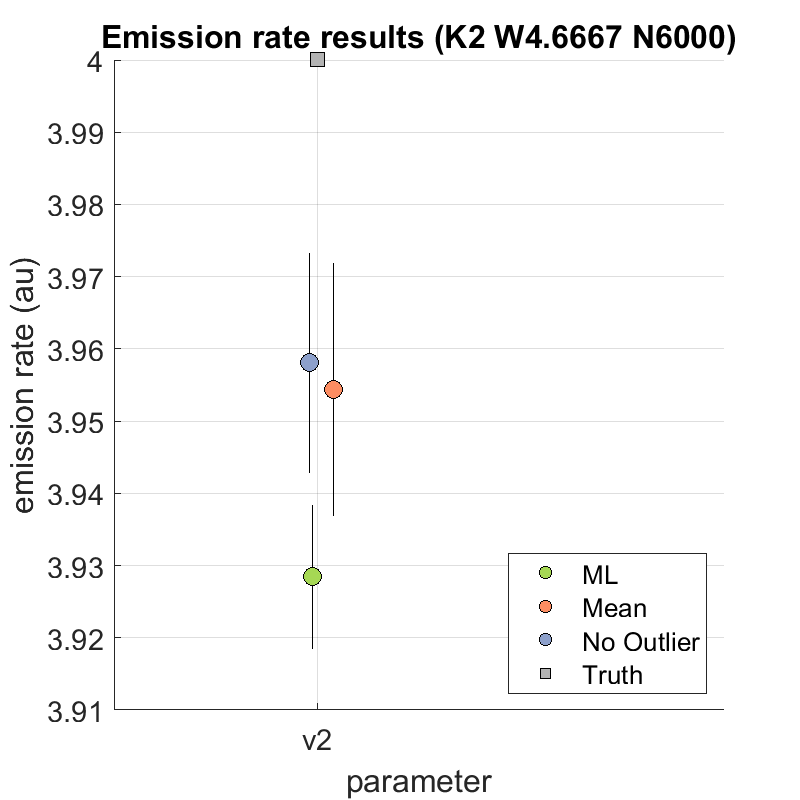 Emission rate results (K2 W4.6667 N6000)
4
3.99
3.98
3.97
3.96
3.95
3.94
3.93
3.92
3.91
emission rate (au)
ML
Mean
No Outlier
Truth
v2
parameter